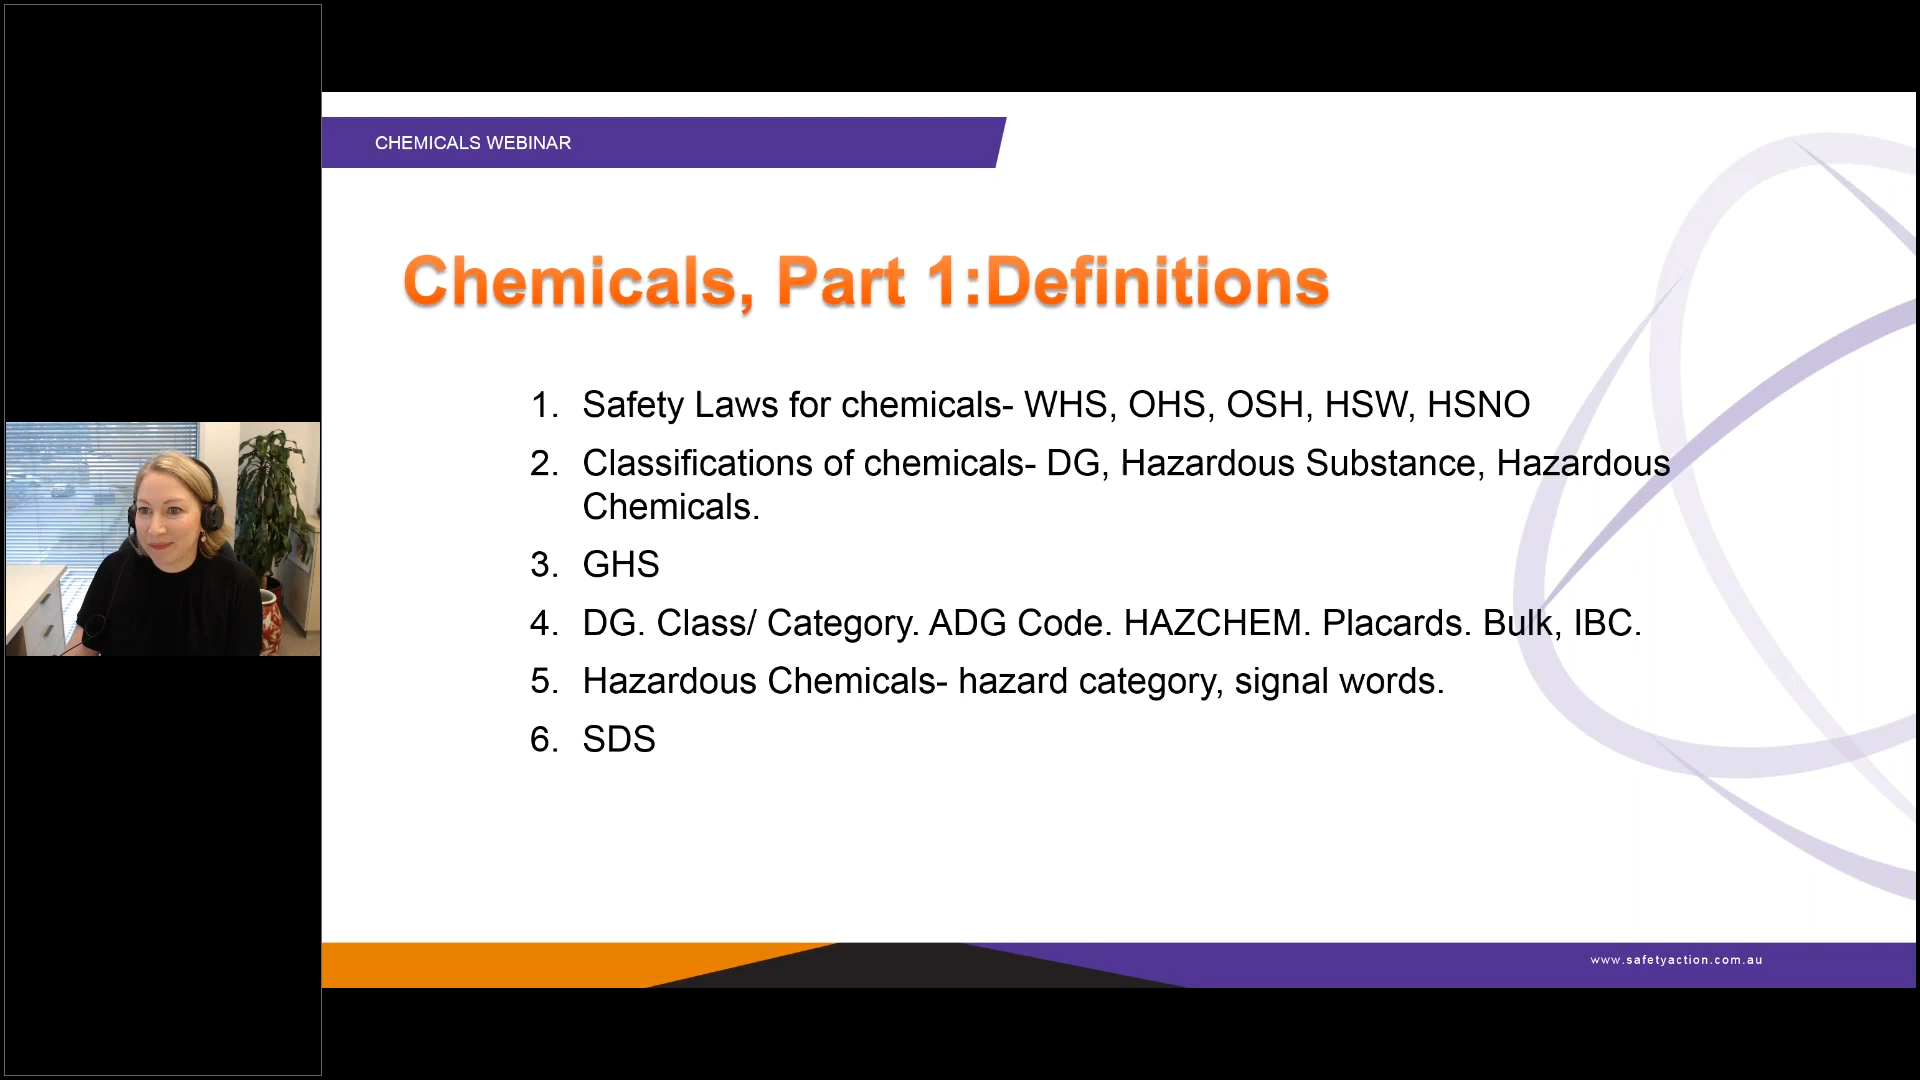 CHEMICALS WEBINAR
Chemicals, Part 1:Definitions
1. Safety Laws for chemicals- WHS, OHS, OSH, HSW, HSNO
2. Classifications of chemicals- DG, Hazardous Substance, Hazardous
Chemicals.
3. GHS
4. DG. Class/ Category. ADG Code. HAZCHEM. Placards. Bulk, IBC.
5. Hazardous Chemicals- hazard category, signal words.
6. SDS
www.safetyaction.com.au